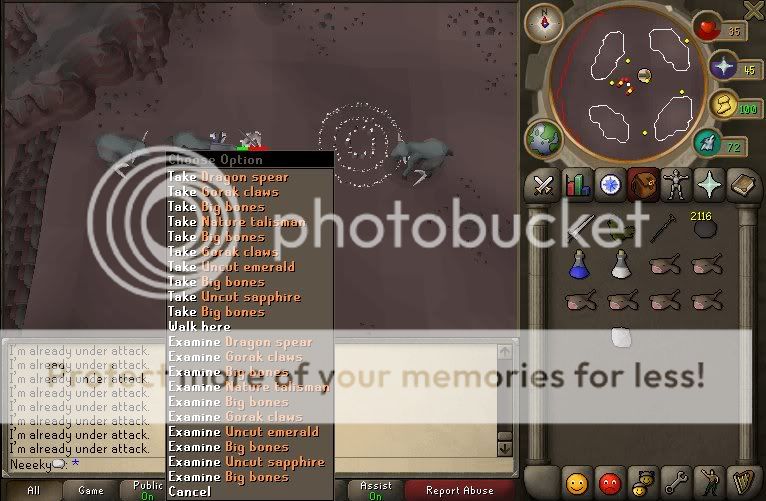 35
45
100
72
Choose Option
Take Dragon spear
Take Gorak claws
Take Big bones
Take Nature talisman
Take Big bones
Take Gorak claws
Take Uncut emerald
Take Big bones
Take Uncut sapphire
Take Big bones
Walk here
Examine Dragon spear
Examine Gorak claws
Examine Big bones
Examine Nature talisman
Examine Big bones
Examine Gorak claws
Examine Uncut emerald
Examine Big bones
Examine Uncut sapphire
Examine Big bones
Cancel
2116
photobucket
Protect more of your memories for less!
I'm already under attack.
I'm already under attack.
I'm already under attack.
I'm already under attack.
I'm already under attack.
I'm already under attack.
I'm already under attack.
Neeeky: *
All
Game
Public
On
Assist
On
Report Abuse